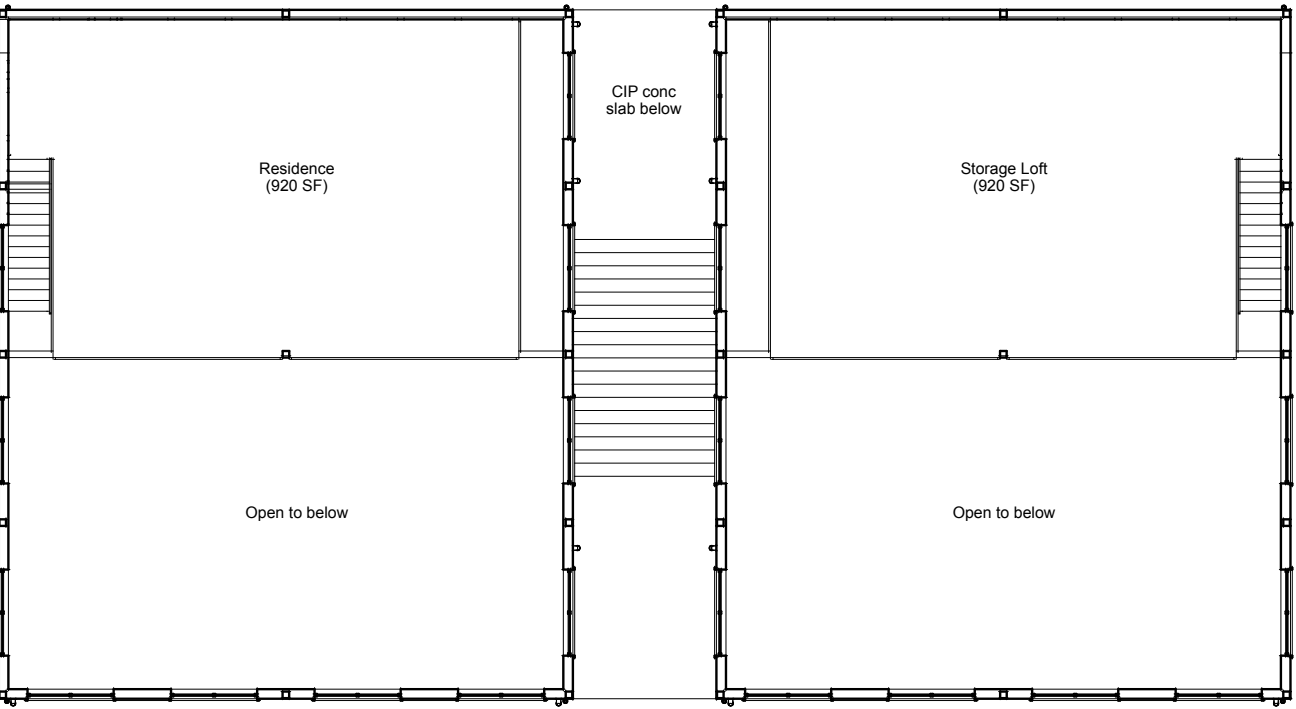 CIP conc
slab below
Residence
(920 SF)
Storage Loft
(920 SF)
Open to below
Open to below